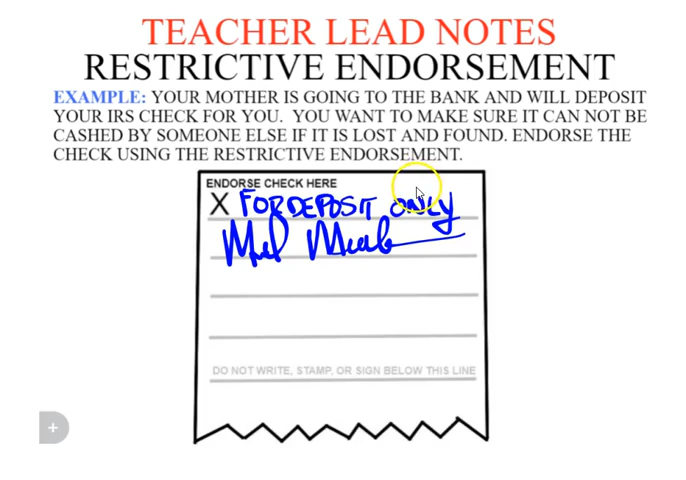 TEACHER LEAD NOTES
RESTRICTIVE ENDORSEMENT
EXAMPLE: YOUR MOTHER IS GOING TO THE BANK AND WILL DEPOSIT
YOUR IRS CHECK FOR YOU. YOU WANT TO MAKE SURE IT CAN NOT BE
CASHED BY SOMEONE ELSE IF IT IS LOST AND FOUND. ENDORSE THE
CHECK USING THE RESTRICTIVE ENDORSEMENT.
ENDORSE CHECK HERE
X FOR DEPOSIT ONLY
DO NOT WRITE, STAMP, OR SIGN BELOW THIS LINE